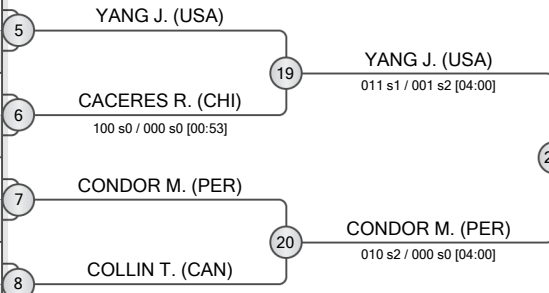 5
YANG J. (USA)
19
YANG J. (USA)
011 s1 / 001 s2 [04:00]
6
CACERES R. (CHI)
100 s0 / 000 s0 [00:53]
7
CONDOR M. (PER)
20
CONDOR M. (PER)
010 s2 / 000 s0 [04:00]
8
COLLIN T. (CAN)